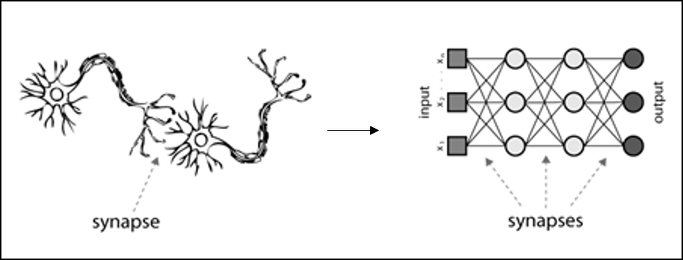 synapse
input
xn
. . . .
x2
x1
output
synapses